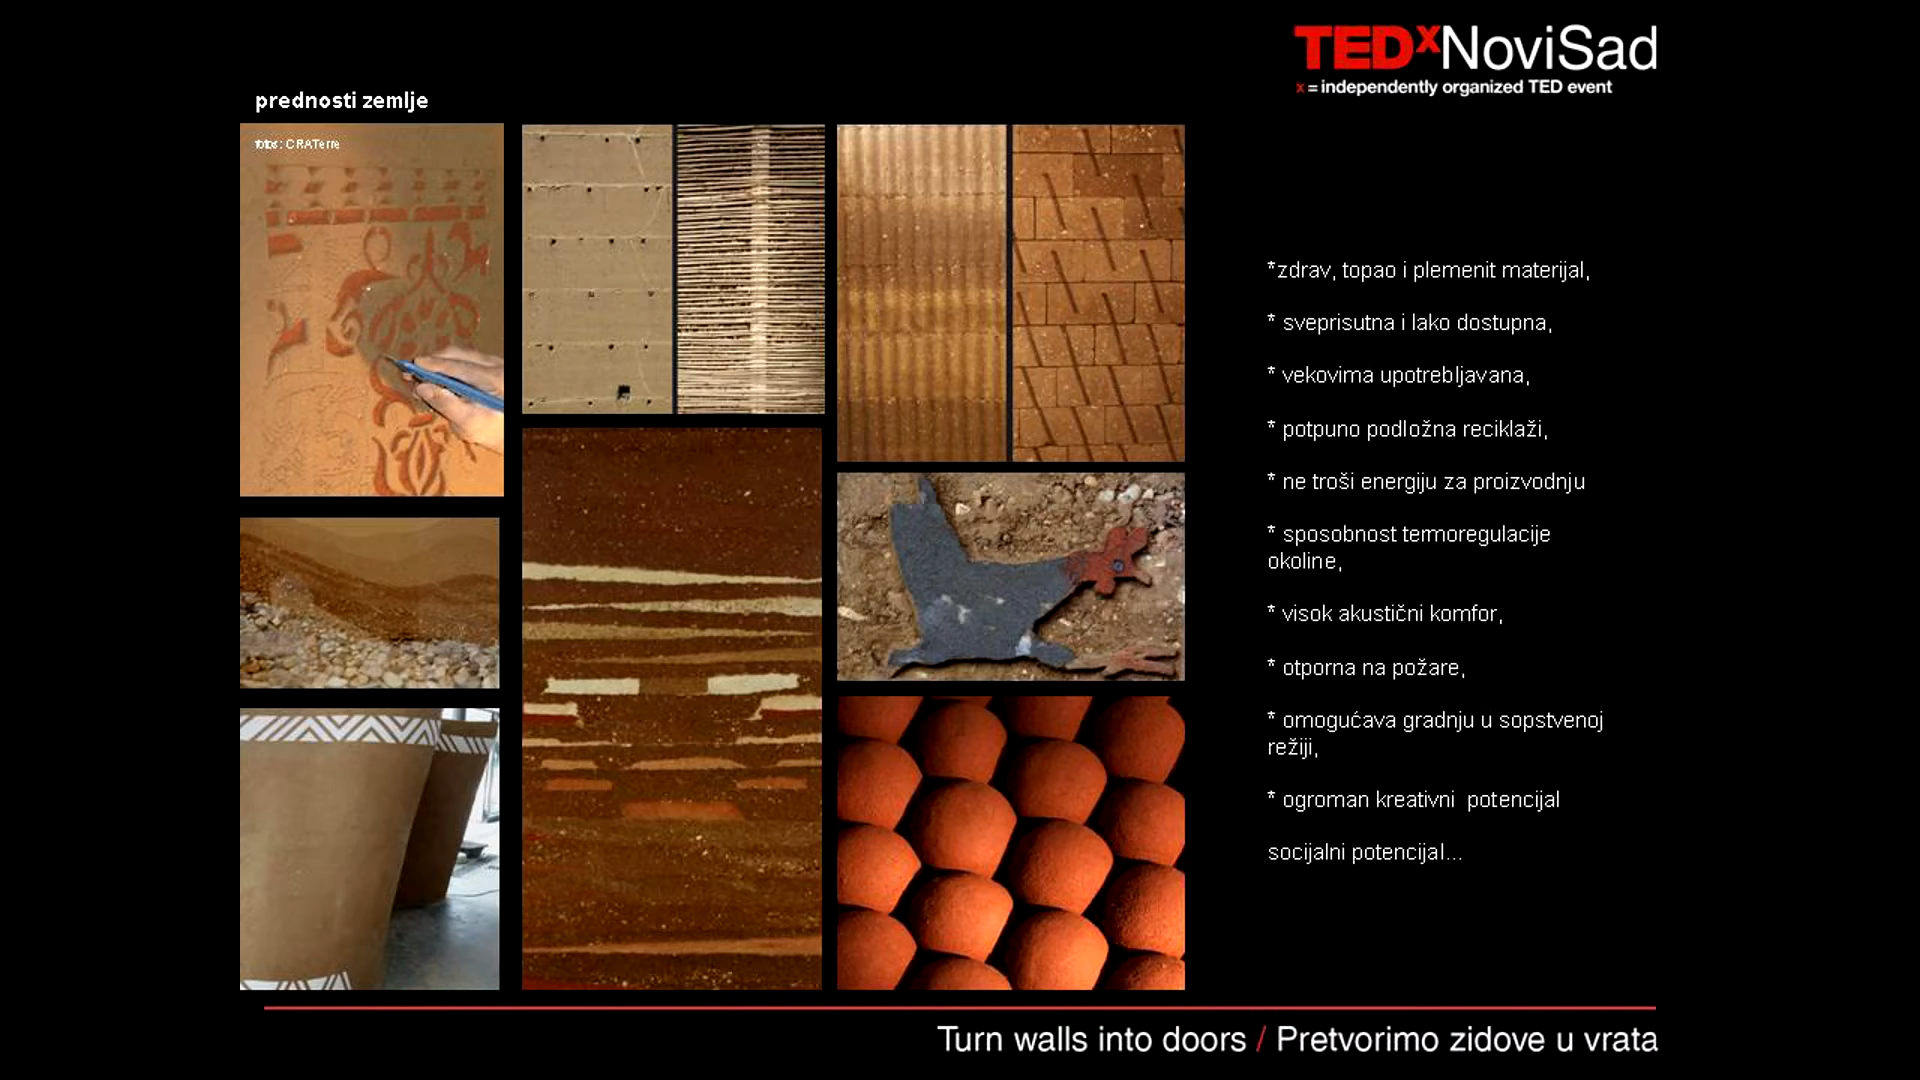 TEDxNoviSad
x = independently organized TED event
prednosti zemlje
fotos: CRATerre
*zdrav, topao i plemenit materijal,
* sveprisutna i lako dostupna,
* vekovima upotrebljavana,
* potpuno podložna reciklaži,
* ne troši energiju za proizvodnju
* sposobnost termoregulacije
okoline,
* visok akustični komfor,
* otporna na požare,
* omogućava gradnju u sopstvenoj
režiji,
* ogroman kreativni  potencijal
socijalni potencijal...
Turn walls into doors / Pretvorimo zidove u vrata